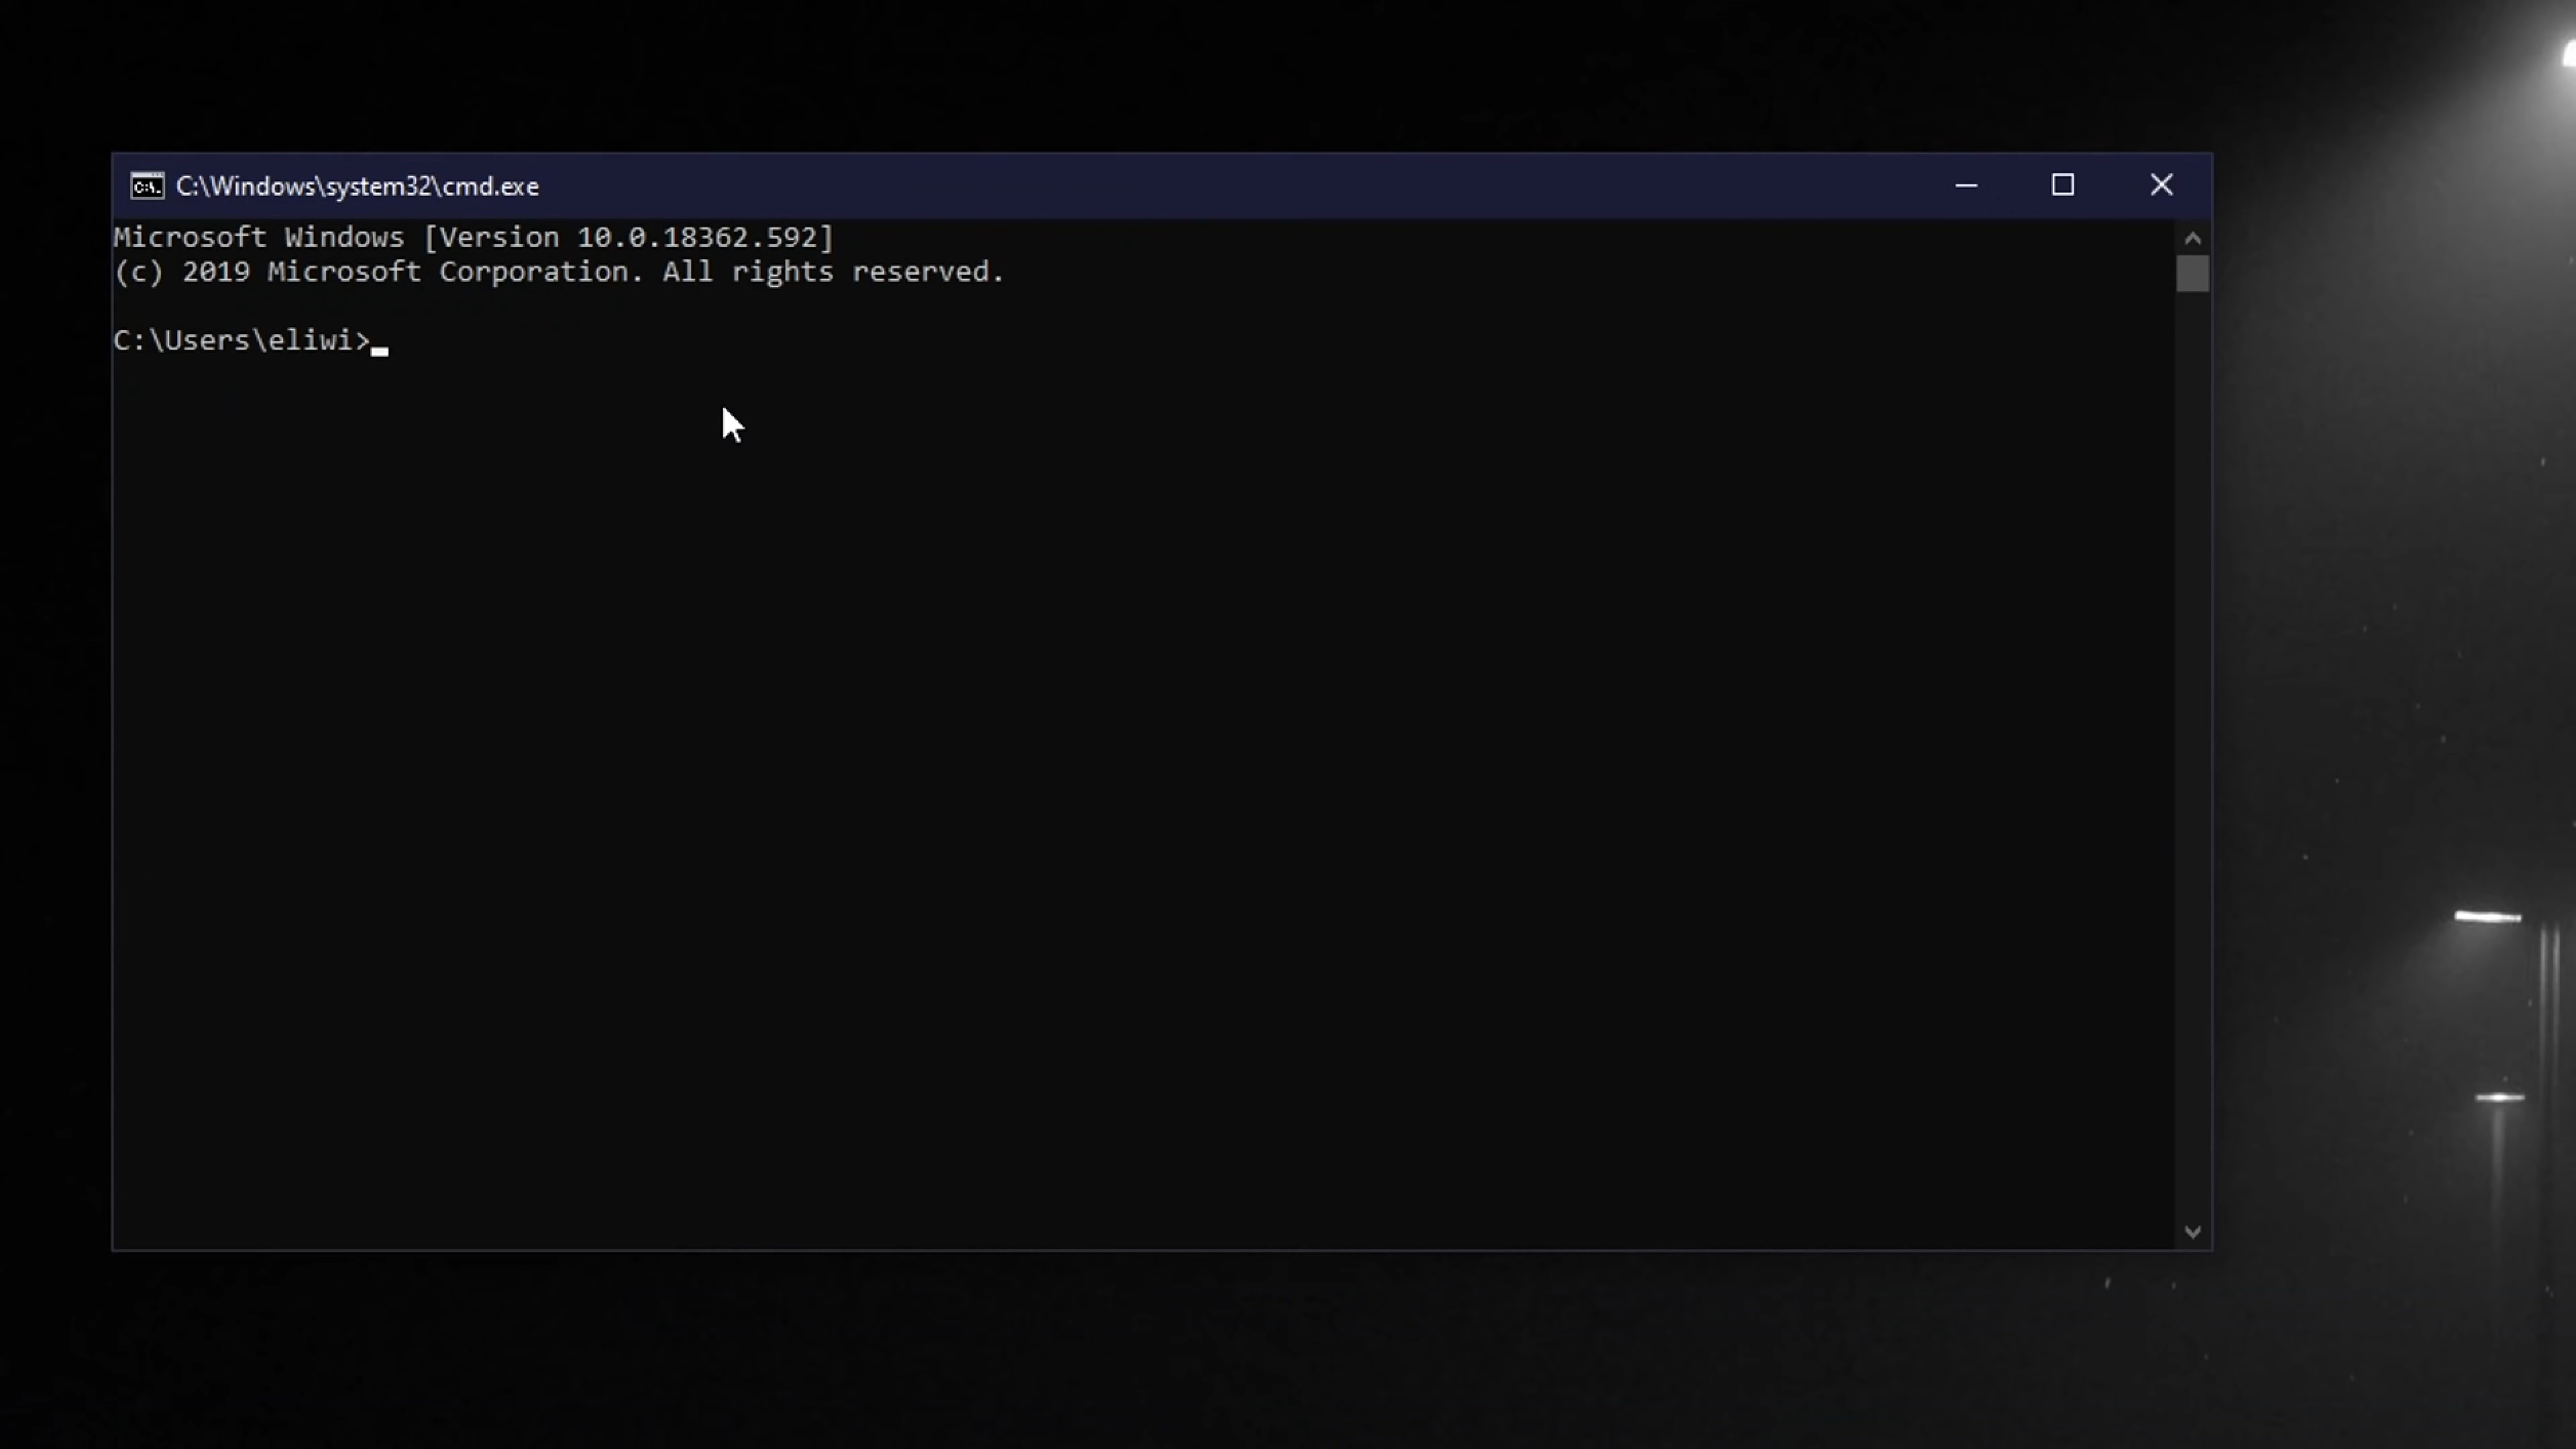 C:\Windows\system32\cmd.exe
Microsoft Windows [Version 10.0.18362.592]
(c) 2019 Microsoft Corporation. All rights reserved.
C:\Users\eliwi>